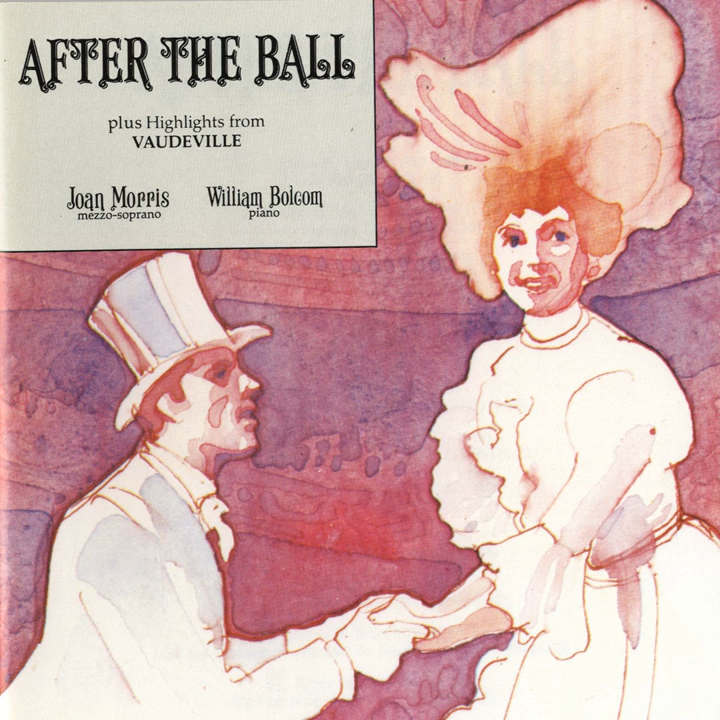 AFTER THE BALL
plus Highlights from
VAUDEVILLE
Joan Morris William Bolcom
mezzo-soprano piano